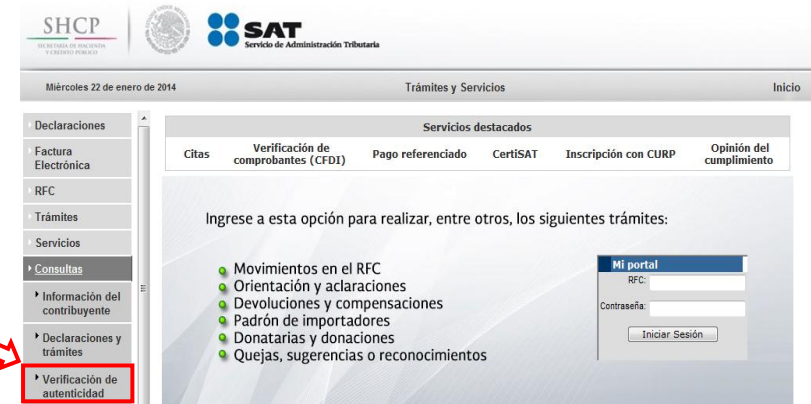 SHCP
SECRETARÍA DE HACIENDA
Y CRÉDITO PÚBLICO
SAT
Servicio de Administración Tributaria
Miércoles 22 de enero de 2014
Trámites y Servicios
Inicio
Declaraciones
Factura
Electrónica
RFC
Trámites
Servicios
Consultas
Información del
contribuyente
Declaraciones y
trámites
Verificación de
autenticidad
Servicios destacados
Citas
Verificación de
comprobantes (CFDI)
Pago referenciado
CertiSAT
Inscripción con CURP
Opinión del
cumplimiento
Ingrese a esta opción para realizar, entre otros, los siguientes trámites:
Movimientos en el RFC
Orientación y aclaraciones
Devoluciones y compensaciones
Padrón de importadores
Donatarias y donaciones
Quejas, sugerencias o reconocimientos
Mi portal
RFC:
Contraseña:
Iniciar Sesión